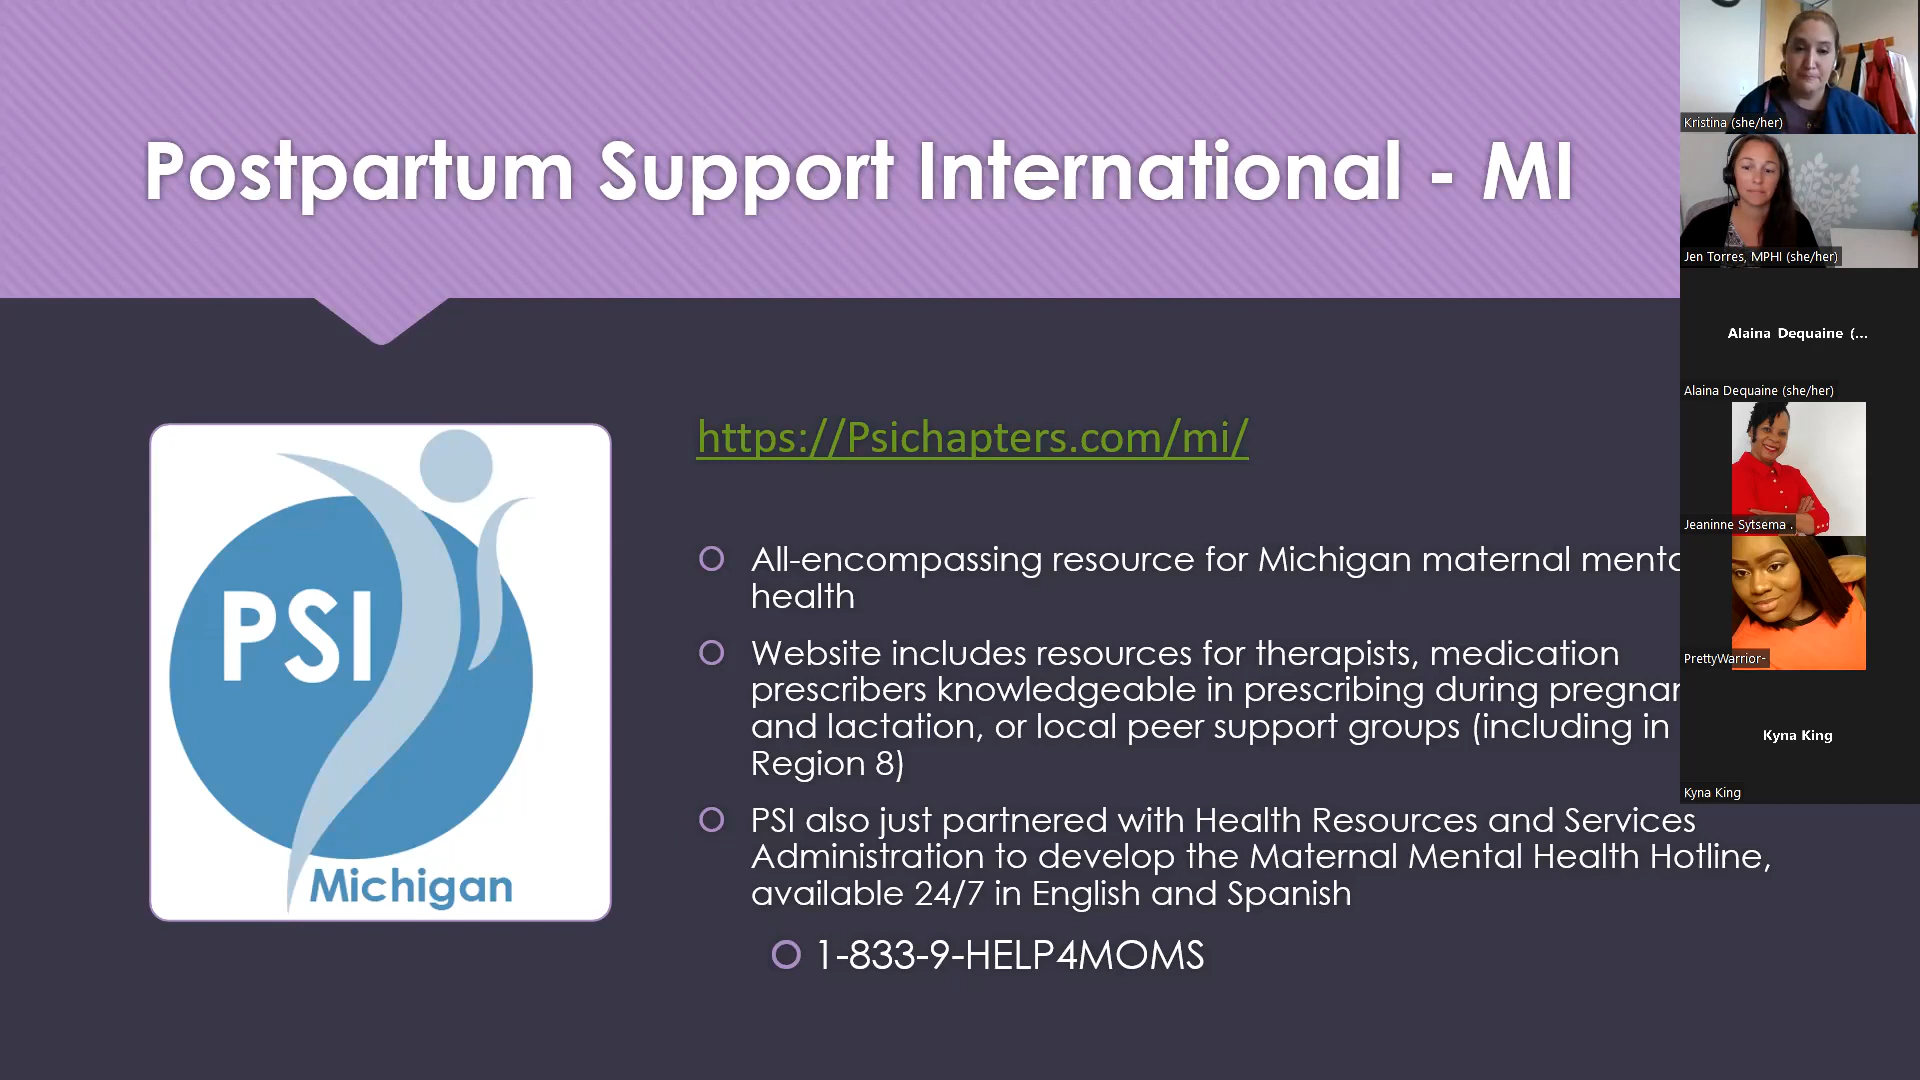 Postpartum Support International - MI
https://Psichapters.com/mi/
PSI
Michigan
All-encompassing resource for Michigan maternal
health
Website includes resources for therapists, medication
prescribers knowledgeable in prescribing during
and lactation, or local peer support groups (including in
Region 8)
PSI also just partnered with Health Resources and Services
Administration to develop the Maternal Mental Health Hotline,
available 24/7 in English and Spanish
1-833-9-HELP4MOMS
Kristina (she/her)
Jen Torres, MPHI (she/her)
Alaina Dequaine (...
Alaina Dequaine (she/her)
Jeaninne Sytsema .
PrettyWarrior-
Kyna King
Kyna King